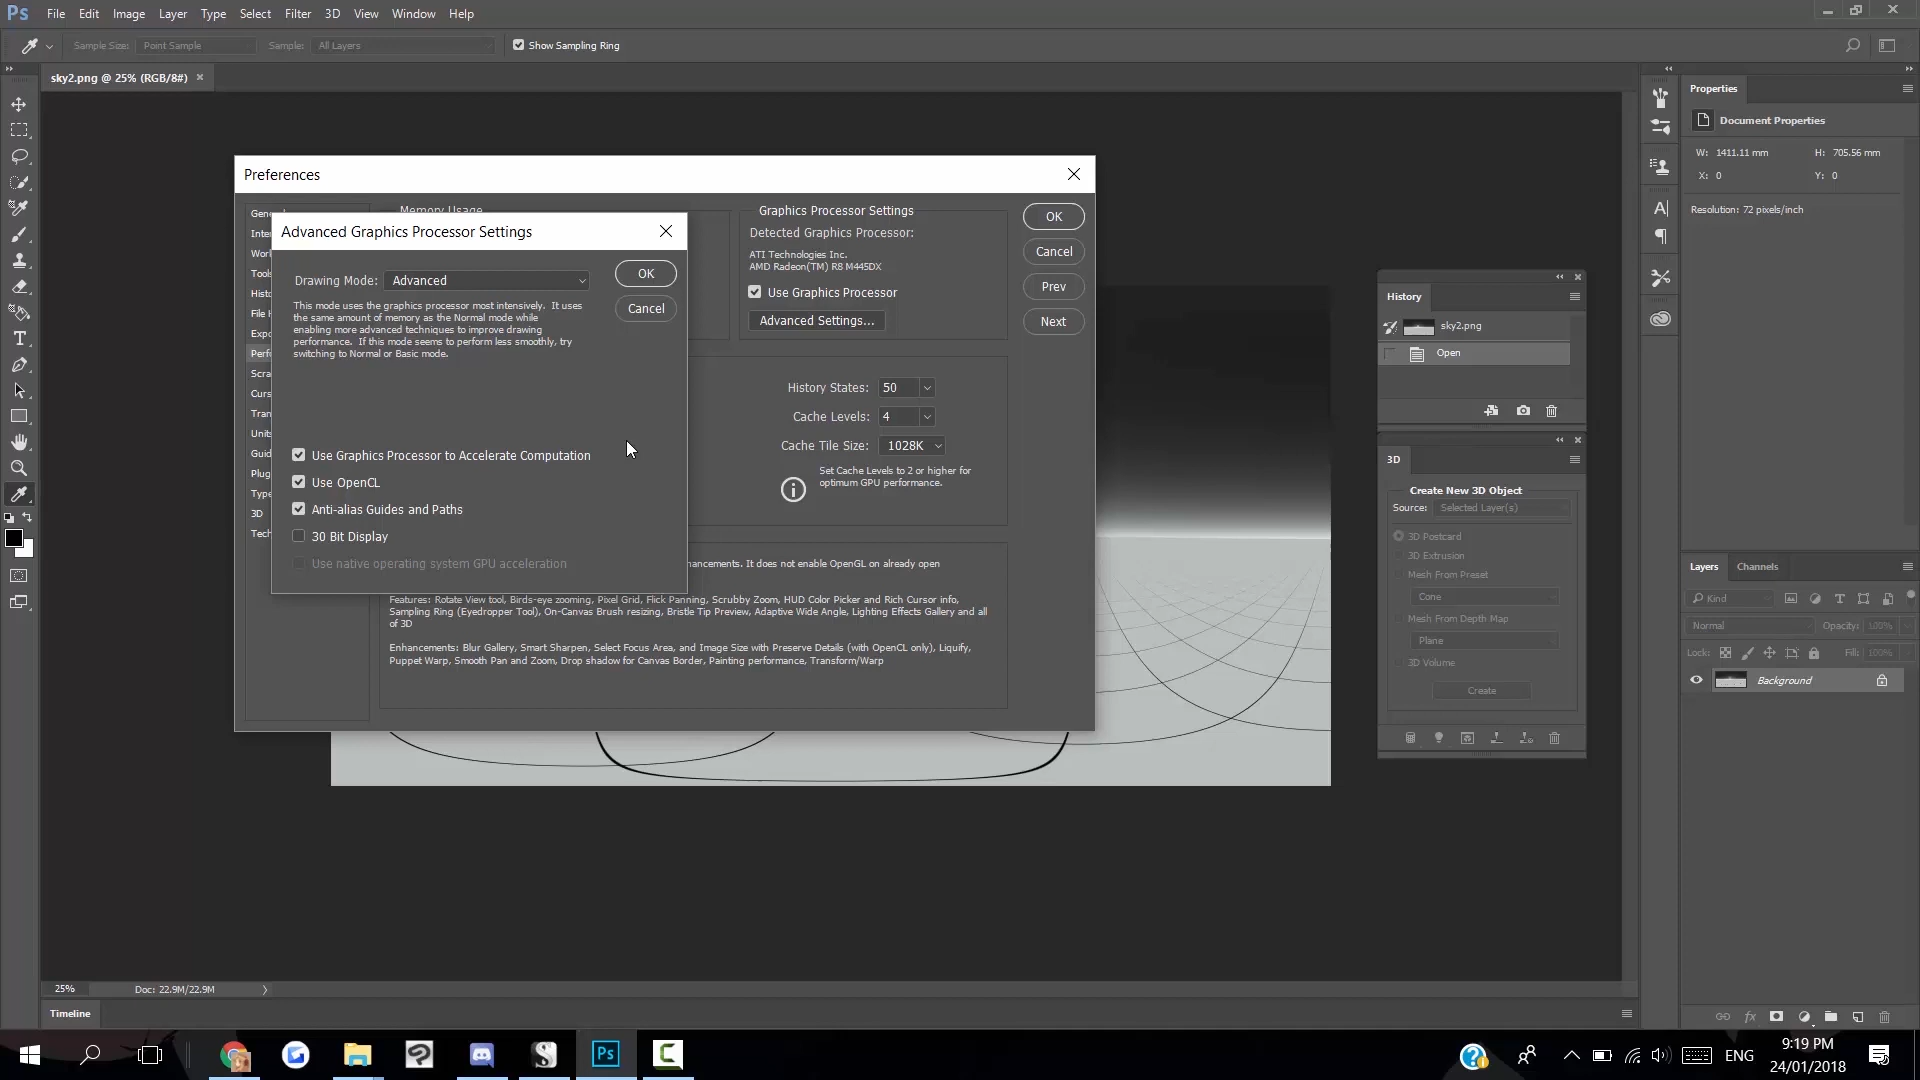 Ps File Edit Image Layer Type Select Filter 3D View Window Help
Sample Size: Point Sample Sample: All Layers Show Sampling Ring
sky2.png @ 25% (RGB/8#)
Preferences
Memory Usage
Advanced Graphics Processor Settings
Drawing Mode: Advanced
This mode uses the graphics processor most intensively. It uses
the same amount of memory as the Normal mode while
enabling more advanced techniques to improve drawing
performance. If this mode seems to perform less smoothly, try
switching to Normal or Basic mode.
OK
Cancel
Use Graphics Processor to Accelerate Computation
Use OpenCL
Anti-alias Guides and Paths
30 Bit Display
Use native operating system GPU acceleration
Graphics Processor Settings
Detected Graphics Processor:
ATI Technologies Inc.
AMD Radeon(TM) R8 M445DX
Use Graphics Processor
Advanced Settings...
OK
Cancel
Prev
Next
History States: 50
Cache Levels: 4
Cache Tile Size: 1028K
Set Cache Levels to 2 or higher for
optimum GPU performance.
It does not enable OpenGL on already open
Features: Rotate View tool, Birds-eye zooming, Pixel Grid, Flick Panning, Scrubby Zoom, HUD Color Picker and Rich Cursor info,
Sampling Ring (Eyedropper Tool), On-Canvas Brush resizing, Bristle Tip Preview, Adaptive Wide Angle, Lighting Effects Gallery and all
of 3D
Enhancements: Blur Gallery, Smart Sharpen, Select Focus Area, and Image Size with Preserve Details (with OpenCL only), Liquify,
Puppet Warp, Smooth Pan and Zoom, Drop shadow for Canvas Border, Painting performance, Transform/Warp
History
sky2.png
Open
3D
Create New 3D Object
Source: Selected Layer(s)
3D Postcard
3D Extrusion
Mesh From Preset
Cone
Mesh From Depth Map
Plane
3D Volume
Create
Properties
Document Properties
W: 1411.11 mm H: 705.56 mm
X: 0 Y: 0
Resolution: 72 pixels/inch
Layers Channels
Kind
Normal Opacity: 100%
Lock: Fill: 100%
Background
25% Doc: 22.9M/22.9M
Timeline
Ps
ENG
9:19 PM
24/01/2018